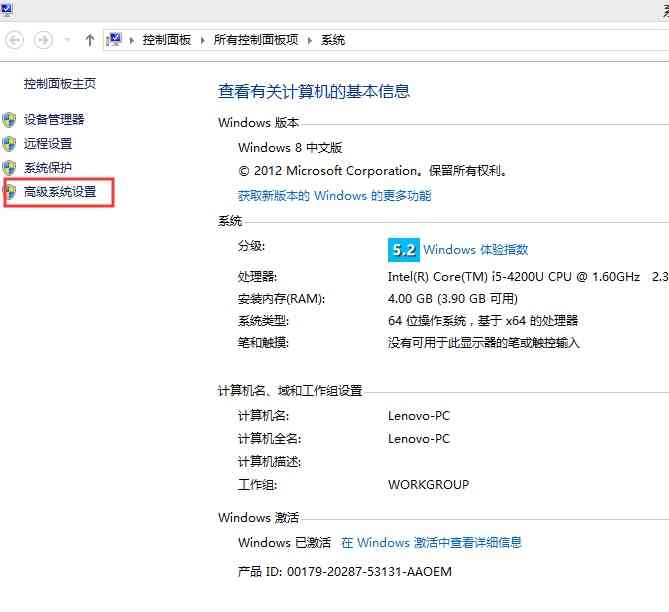 控制面板 ▸ 所有控制面板项 ▸ 系统
控制面板主页
设备管理器
远程设置
系统保护
高级系统设置
查看有关计算机的基本信息
Windows 版本
Windows 8 中文版
© 2012 Microsoft Corporation。保留所有权利。
获取新版本的 Windows 的更多功能
系统
分级: 5.2 Windows 体验指数
处理器: Intel(R) Core(TM) i5-4200U CPU @ 1.60GHz 2.3
安装内存(RAM): 4.00 GB (3.90 GB 可用)
系统类型: 64 位操作系统，基于 x64 的处理器
笔和触摸: 没有可用于此显示器的笔或触控输入
计算机名、域和工作组设置
计算机名: Lenovo-PC
计算机全名: Lenovo-PC
计算机描述:
工作组: WORKGROUP
Windows 激活
Windows 已激活 在 Windows 激活中查看详细信息
产品 ID: 00179-20287-53131-AAOEM